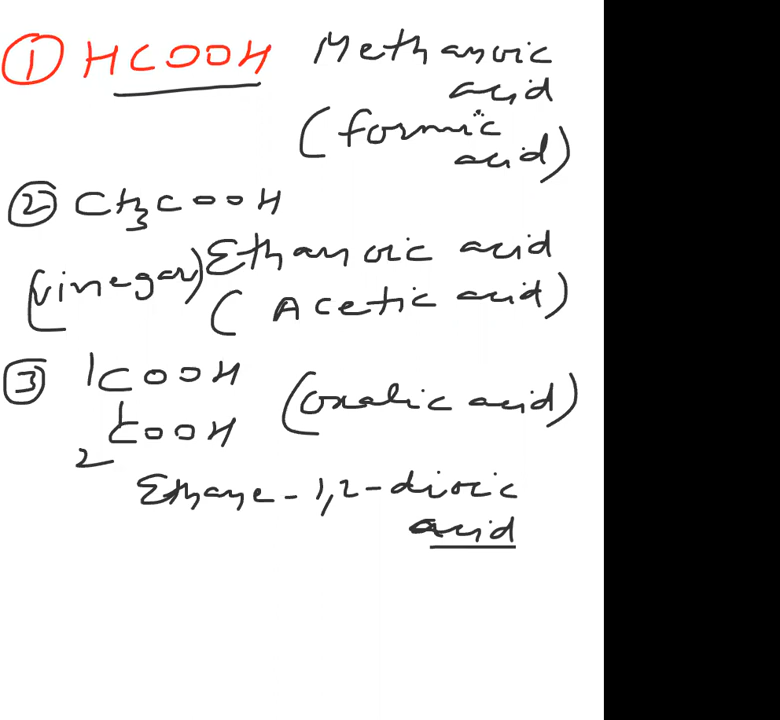 ① HCOOH Methanoic
acid
(formic
acid)
② CH3COOH
(vinegar) Ethanoic acid
(Acetic acid)
③ 1COOH
(oxalic acid)
2COOH
Ethane-1,2-dioic
acid